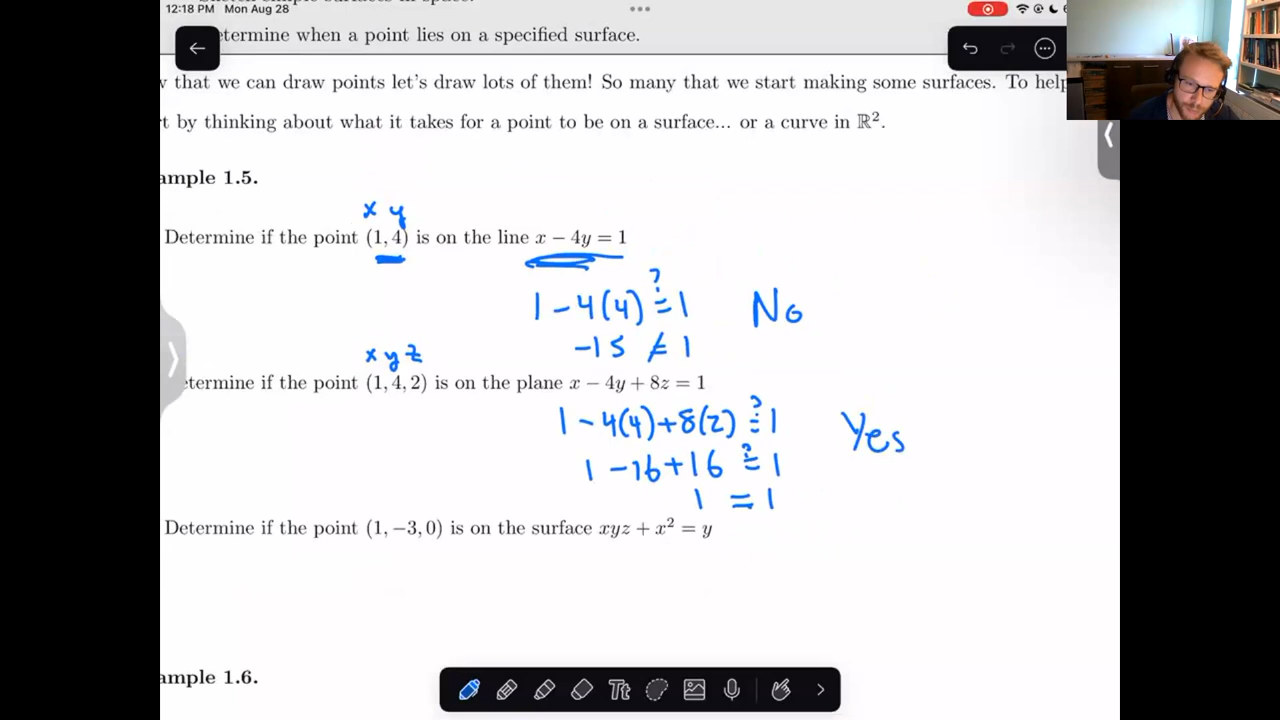 12:18 PM Mon Aug 28
etermine when a point lies on a specified surface.
w that we can draw points let's draw lots of them! So many that we start making some surfaces. To help
t by thinking about what it takes for a point to be on a surface... or a curve in ℝ².
ample 1.5.
x y
Determine if the point (1, 4) is on the line x − 4y = 1
1 − 4(4) ≟ 1 No
−15 ≠ 1
x y z
etermine if the point (1, 4, 2) is on the plane x − 4y + 8z = 1
1 − 4(4) + 8(2) ≟ 1 Yes
1 − 16 + 16 ≟ 1
1 = 1
Determine if the point (1, −3, 0) is on the surface xyz + x² = y
ample 1.6.
Tt